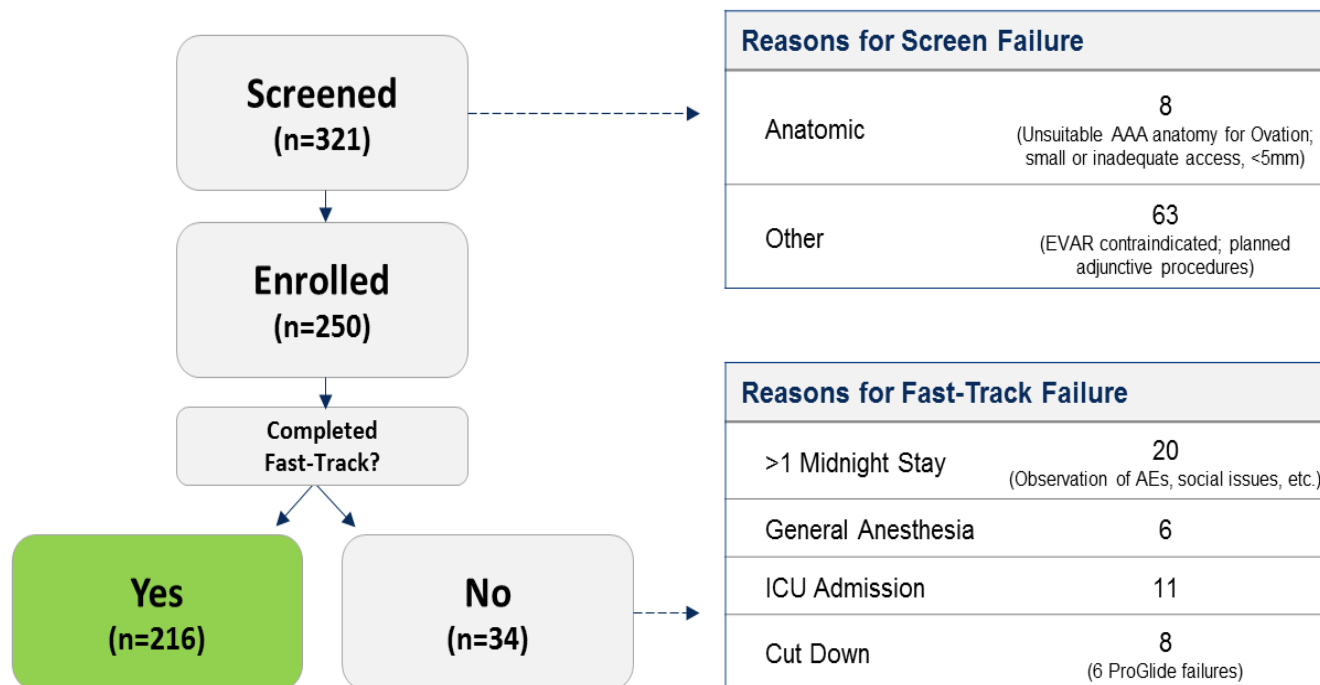 Screened
(n=321)
Enrolled
(n=250)
Completed
Fast-Track?
Yes
(n=216)
No
(n=34)
Reasons for Screen Failure
Anatomic
8
(Unsuitable AAA anatomy for Ovation;
small or inadequate access, <5mm)
Other
63
(EVAR contraindicated; planned
adjunctive procedures)
Reasons for Fast-Track Failure
>1 Midnight Stay
20
(Observation of AEs, social issues, etc.)
General Anesthesia
6
ICU Admission
11
Cut Down
8
(6 ProGlide failures)